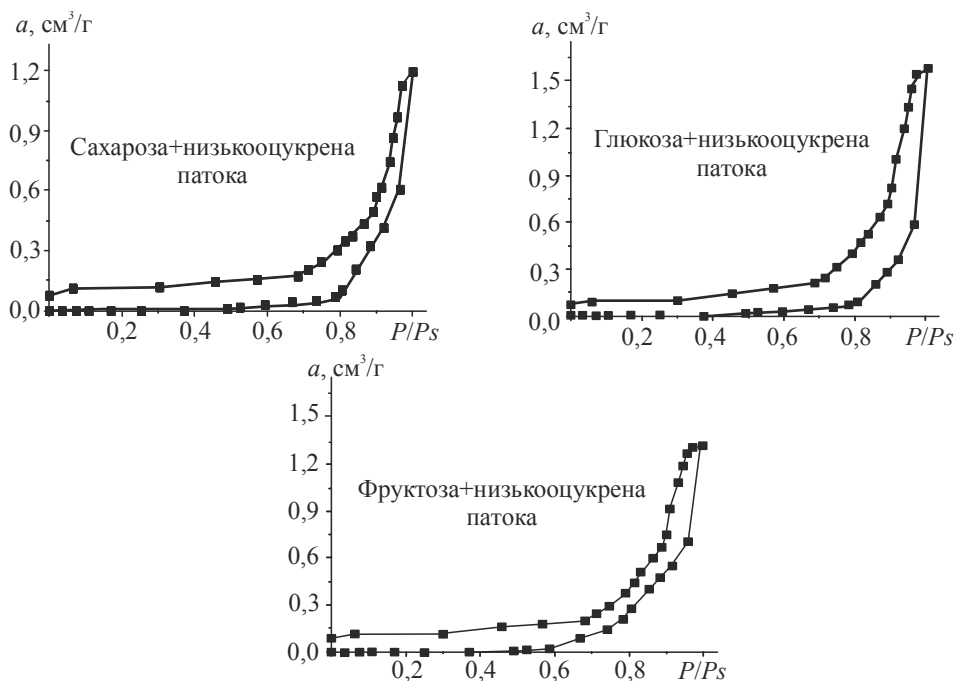 a, см³/г
1,2
0,9
0,6
0,3
0,0
Сахароза+низькооцукрена
патока
0,2 0,4 0,6 0,8 P/Ps
a, см³/г
1,5
1,2
0,9
0,6
0,3
0,0
Глюкоза+низькооцукрена
патока
0,2 0,4 0,6 0,8 P/Ps
a, см³/г
1,5
1,2
0,9
0,6
0,3
0,0
Фруктоза+низькооцукрена
патока
0,2 0,4 0,6 0,8 P/Ps